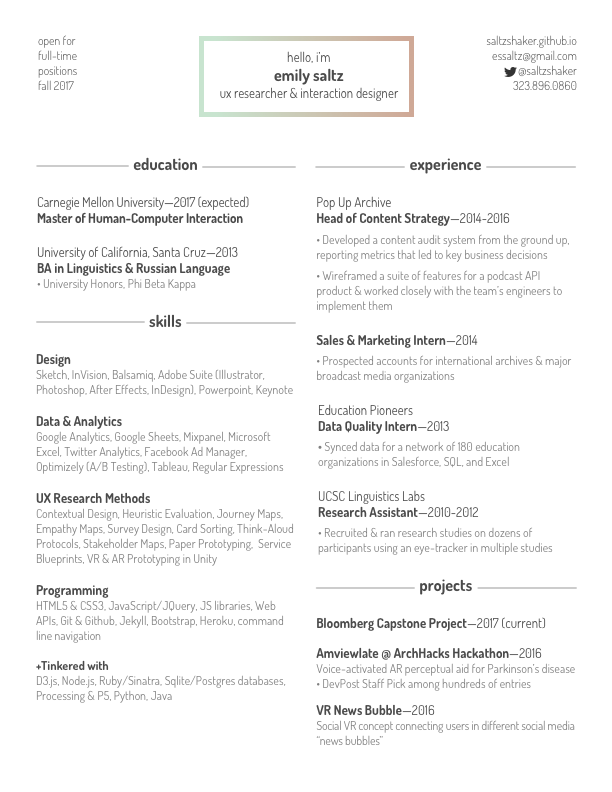 open for
full-time
positions
fall 2017
hello, i'm
emily saltz
ux researcher & interaction designer
saltzshaker.github.io
essaltz@gmail.com
@saltzshaker
323.896.0860
education
Carnegie Mellon University—2017 (expected)
Master of Human-Computer Interaction
University of California, Santa Cruz—2013
BA in Linguistics & Russian Language
• University Honors, Phi Beta Kappa
skills
Design
Sketch, InVision, Balsamiq, Adobe Suite (Illustrator,
Photoshop, After Effects, InDesign), Powerpoint, Keynote
Data & Analytics
Google Analytics, Google Sheets, Mixpanel, Microsoft
Excel, Twitter Analytics, Facebook Ad Manager,
Optimizely (A/B Testing), Tableau, Regular Expressions
UX Research Methods
Contextual Design, Heuristic Evaluation, Journey Maps,
Empathy Maps, Survey Design, Card Sorting, Think-Aloud
Protocols, Stakeholder Maps, Paper Prototyping, Service
Blueprints, VR & AR Prototyping in Unity
Programming
HTML5 & CSS3, JavaScript/JQuery, JS libraries, Web
APIs, Git & Github, Jekyll, Bootstrap, Heroku, command
line navigation
+Tinkered with
D3.js, Node.js, Ruby/Sinatra, Sqlite/Postgres databases,
Processing & P5, Python, Java
experience
Pop Up Archive
Head of Content Strategy—2014-2016
• Developed a content audit system from the ground up,
reporting metrics that led to key business decisions
• Wireframed a suite of features for a podcast API
product & worked closely with the team's engineers to
implement them
Sales & Marketing Intern—2014
• Prospected accounts for international archives & major
broadcast media organizations
Education Pioneers
Data Quality Intern—2013
• Synced data for a network of 180 education
organizations in Salesforce, SQL, and Excel
UCSC Linguistics Labs
Research Assistant—2010-2012
• Recruited & ran research studies on dozens of
participants using an eye-tracker in multiple studies
projects
Bloomberg Capstone Project—2017 (current)
Amviewlate @ ArchHacks Hackathon—2016
Voice-activated AR perceptual aid for Parkinson's disease
• DevPost Staff Pick among hundreds of entries
VR News Bubble—2016
Social VR concept connecting users in different social media
"news bubbles"